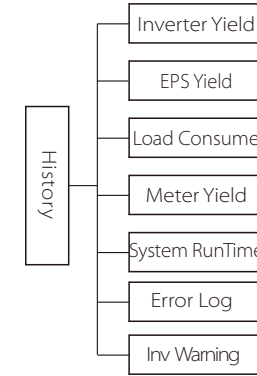 History
Inverter Yield
EPS Yield
Load Consume
Meter Yield
System RunTime
Error Log
Inv Warning